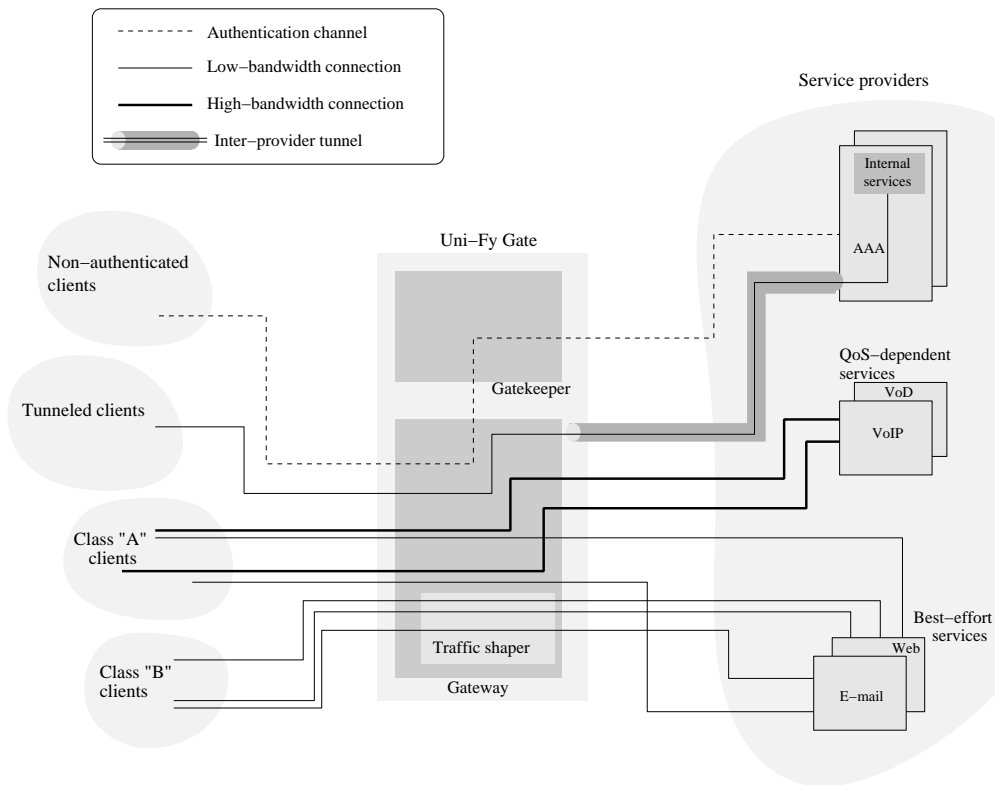 Authentication channel
Low−bandwidth connection
High−bandwidth connection
Inter−provider tunnel
Service providers
Internal
services
AAA
Uni−Fy Gate
Non−authenticated
clients
Gatekeeper
QoS−dependent
services
VoD
VoIP
Tunneled clients
Class "A"
clients
Best−effort
services
Web
E−mail
Traffic shaper
Class "B"
clients
Gateway